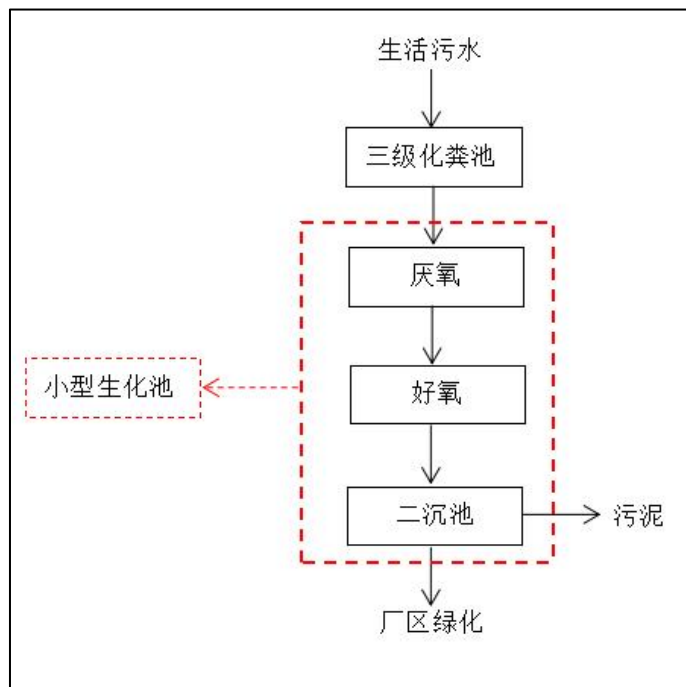 生活污水
三级化粪池
厌氧
好氧
小型生化池
二沉池
污泥
厂区绿化